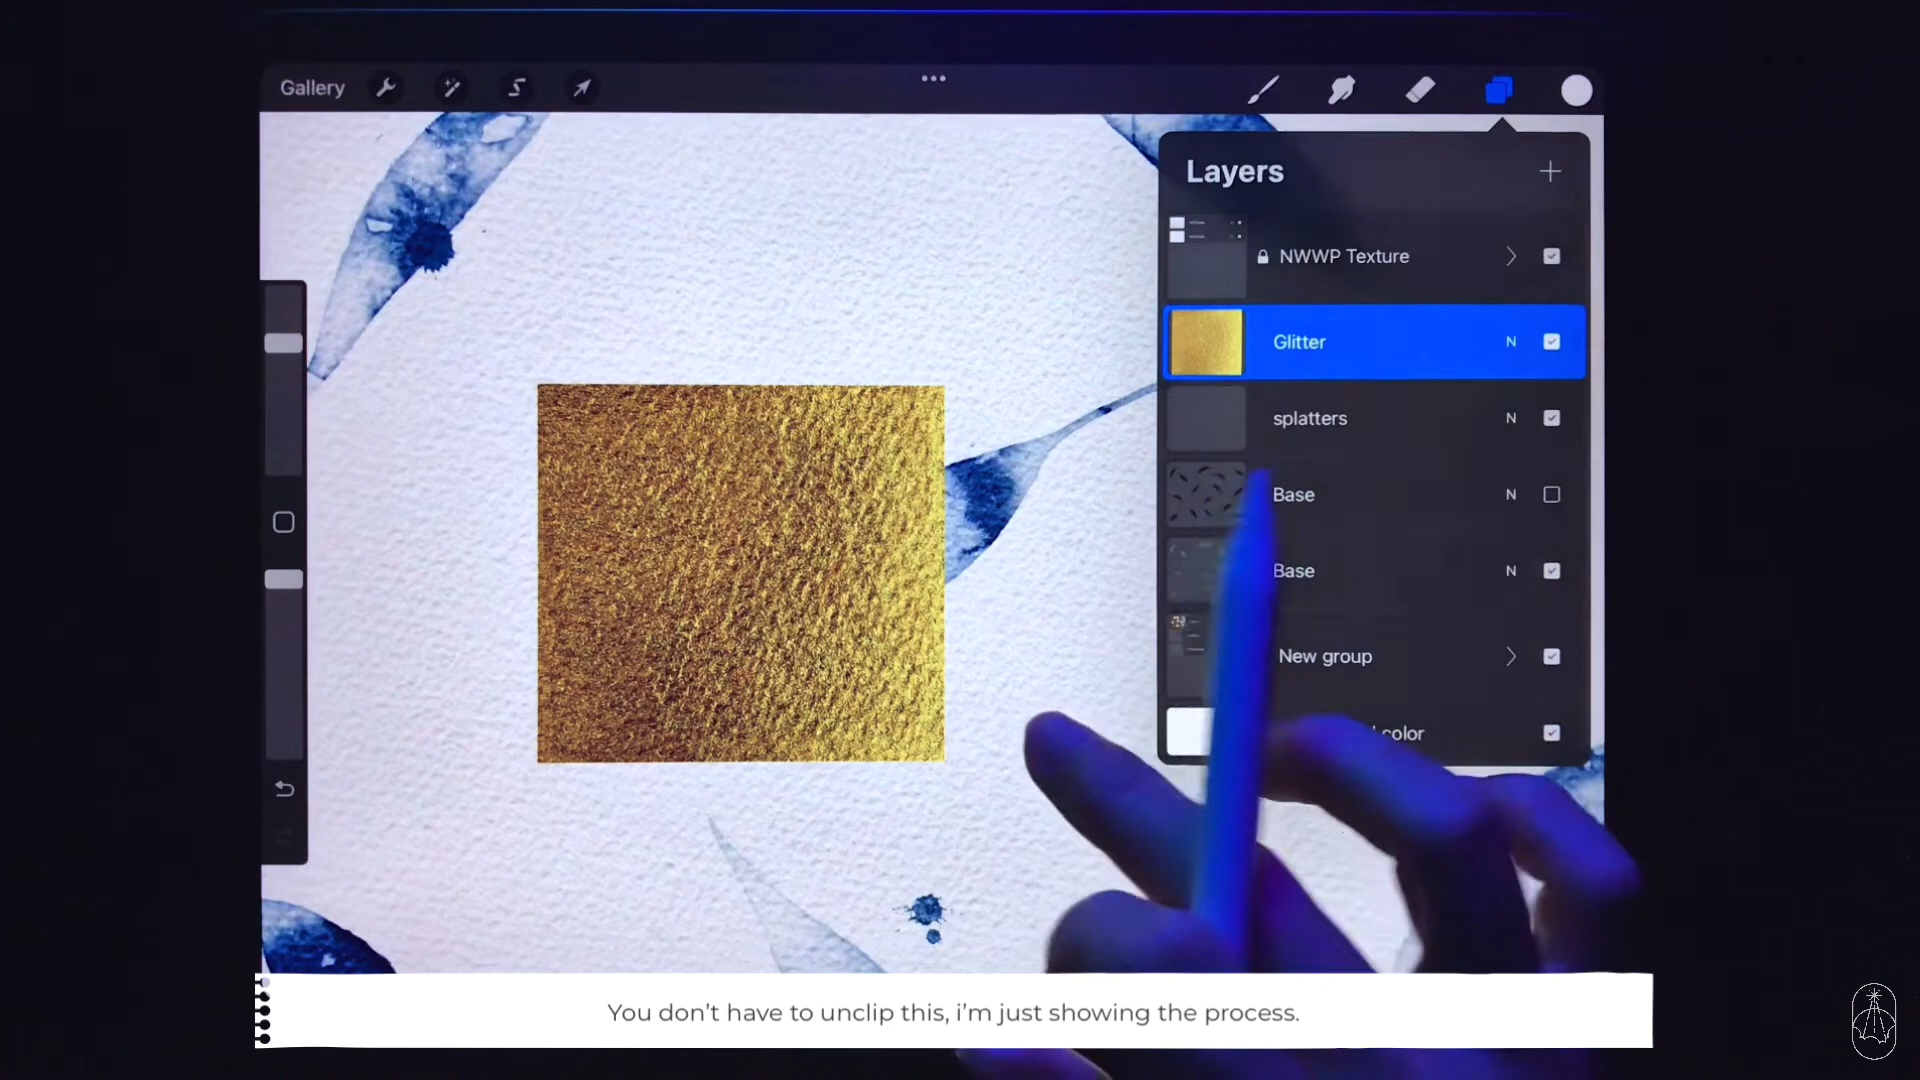 Gallery
Layers
NWWP Texture
Glitter N
splatters N
Base N
Base N
New group
color
You don't have to unclip this, i'm just showing the process.